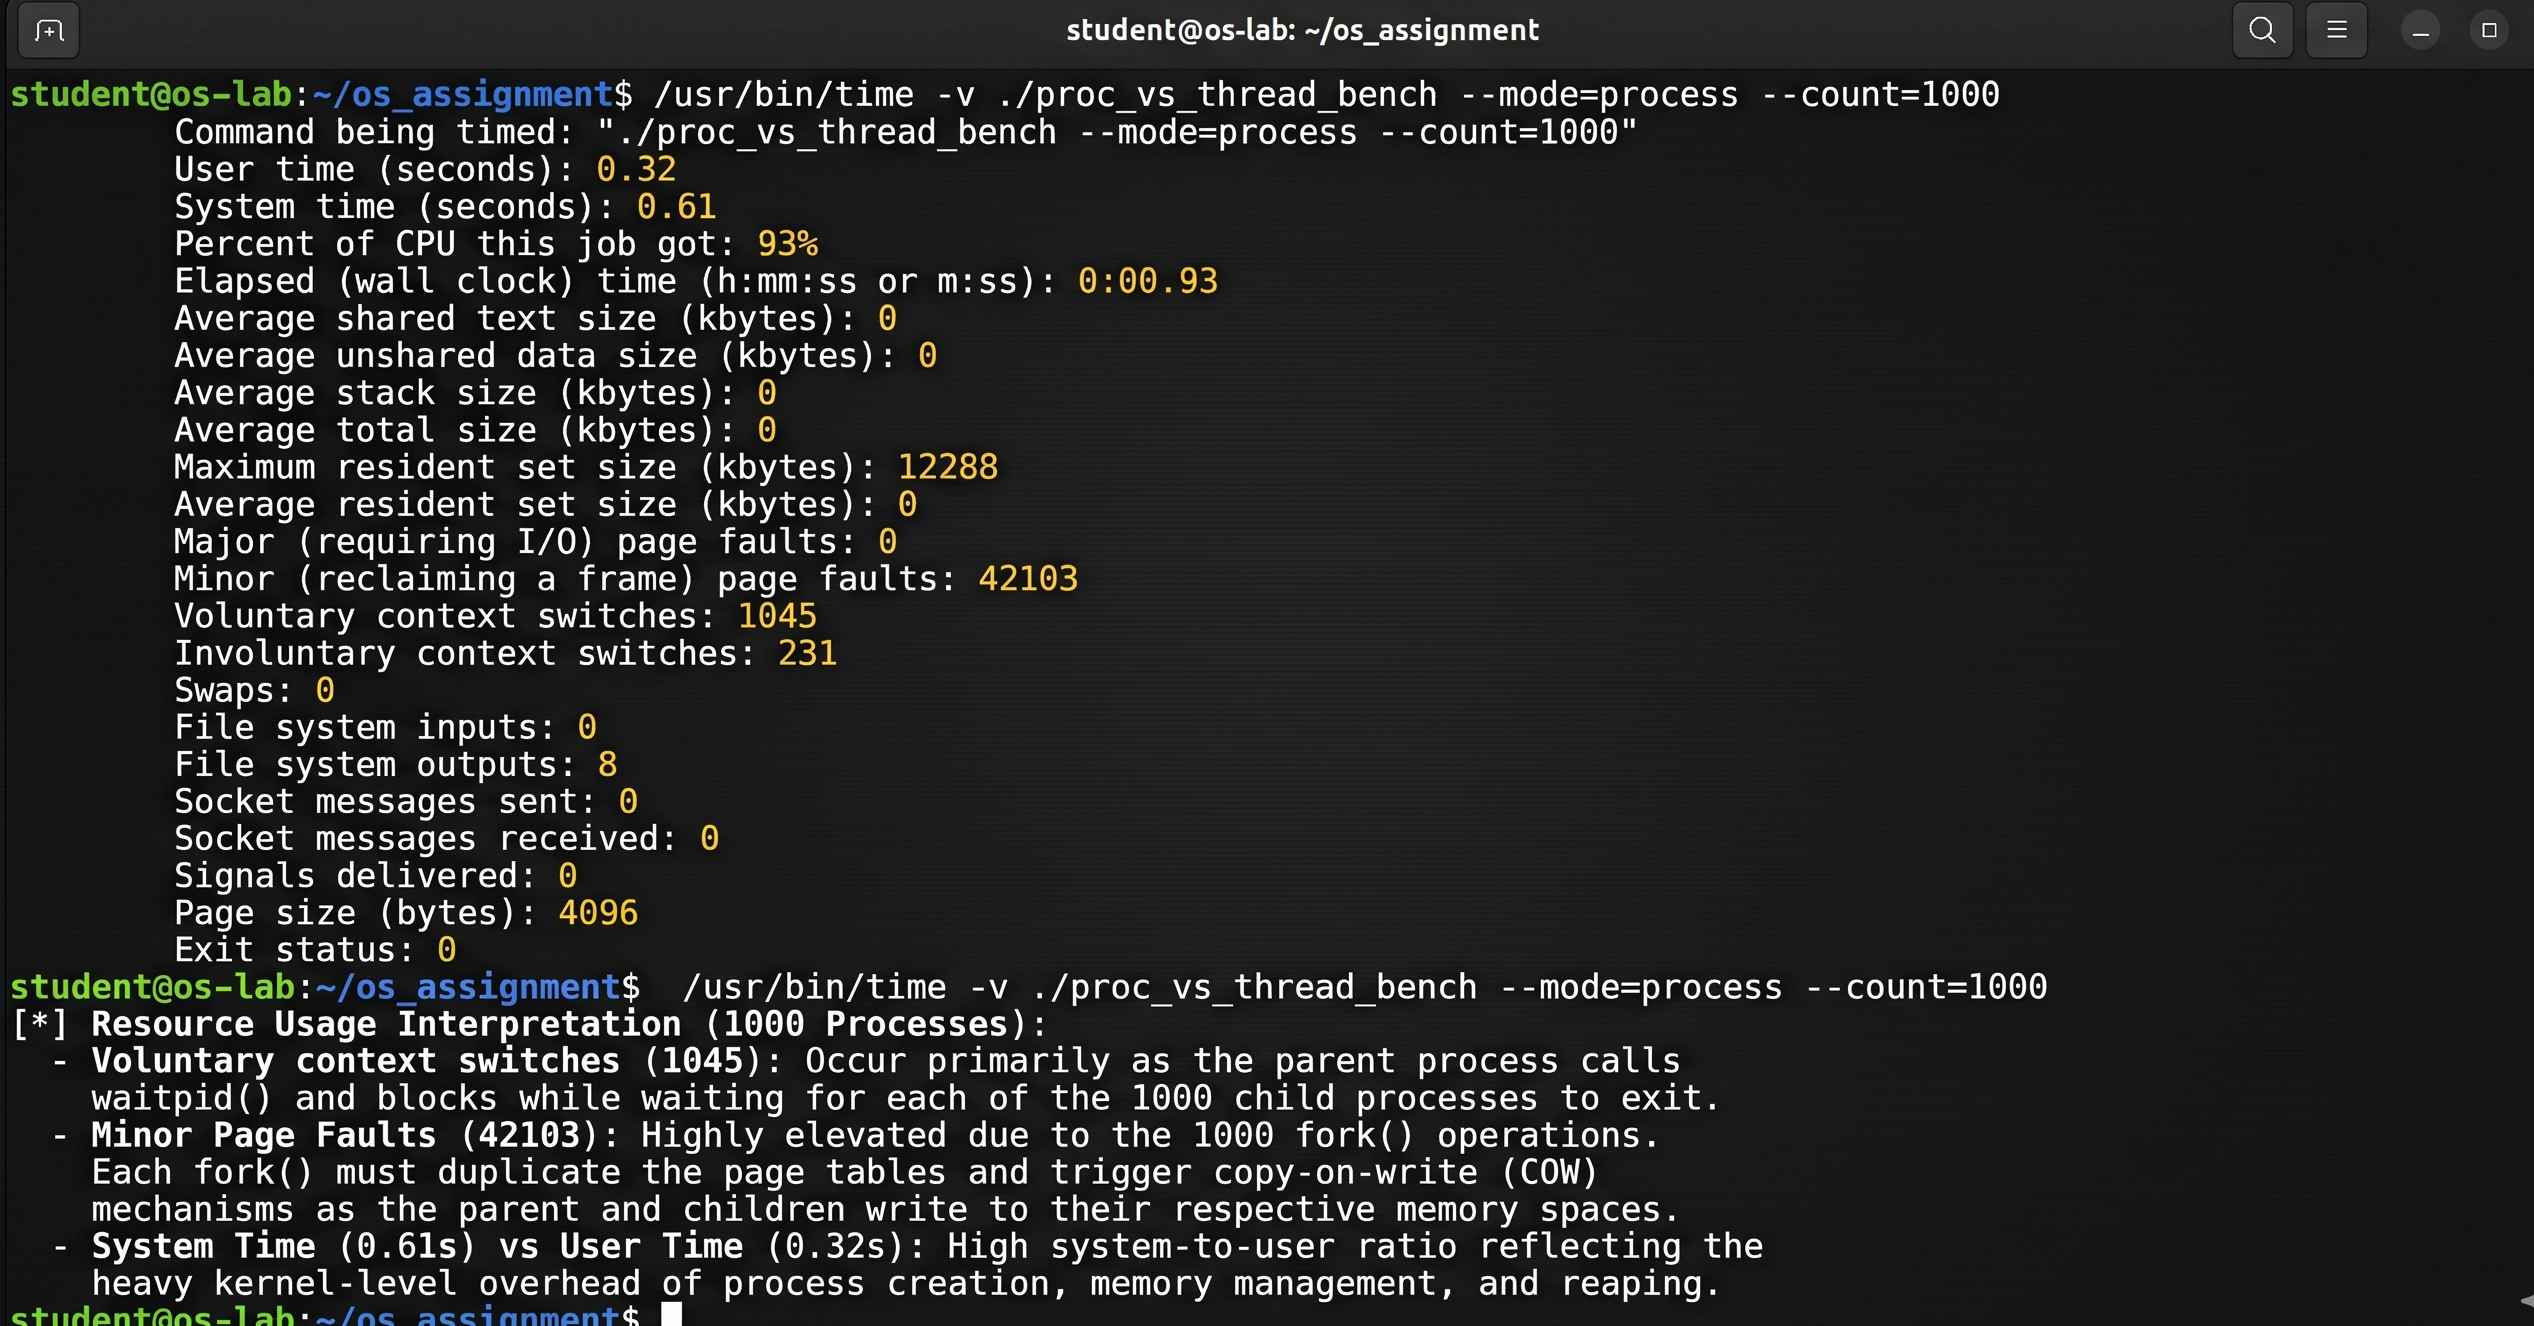 student@os-lab: ~/os_assignment
student@os-lab:~/os_assignment$ /usr/bin/time -v ./proc_vs_thread_bench --mode=process --count=1000
Command being timed: "./proc_vs_thread_bench --mode=process --count=1000"
User time (seconds): 0.32
System time (seconds): 0.61
Percent of CPU this job got: 93%
Elapsed (wall clock) time (h:mm:ss or m:ss): 0:00.93
Average shared text size (kbytes): 0
Average unshared data size (kbytes): 0
Average stack size (kbytes): 0
Average total size (kbytes): 0
Maximum resident set size (kbytes): 12288
Average resident set size (kbytes): 0
Major (requiring I/O) page faults: 0
Minor (reclaiming a frame) page faults: 42103
Voluntary context switches: 1045
Involuntary context switches: 231
Swaps: 0
File system inputs: 0
File system outputs: 8
Socket messages sent: 0
Socket messages received: 0
Signals delivered: 0
Page size (bytes): 4096
Exit status: 0
student@os-lab:~/os_assignment$  /usr/bin/time -v ./proc_vs_thread_bench --mode=process --count=1000
[*] Resource Usage Interpretation (1000 Processes):
- Voluntary context switches (1045): Occur primarily as the parent process calls
waitpid() and blocks while waiting for each of the 1000 child processes to exit.
- Minor Page Faults (42103): Highly elevated due to the 1000 fork() operations.
Each fork() must duplicate the page tables and trigger copy-on-write (COW)
mechanisms as the parent and children write to their respective memory spaces.
- System Time (0.61s) vs User Time (0.32s): High system-to-user ratio reflecting the
heavy kernel-level overhead of process creation, memory management, and reaping.
student@os-lab:~/os_assignment$